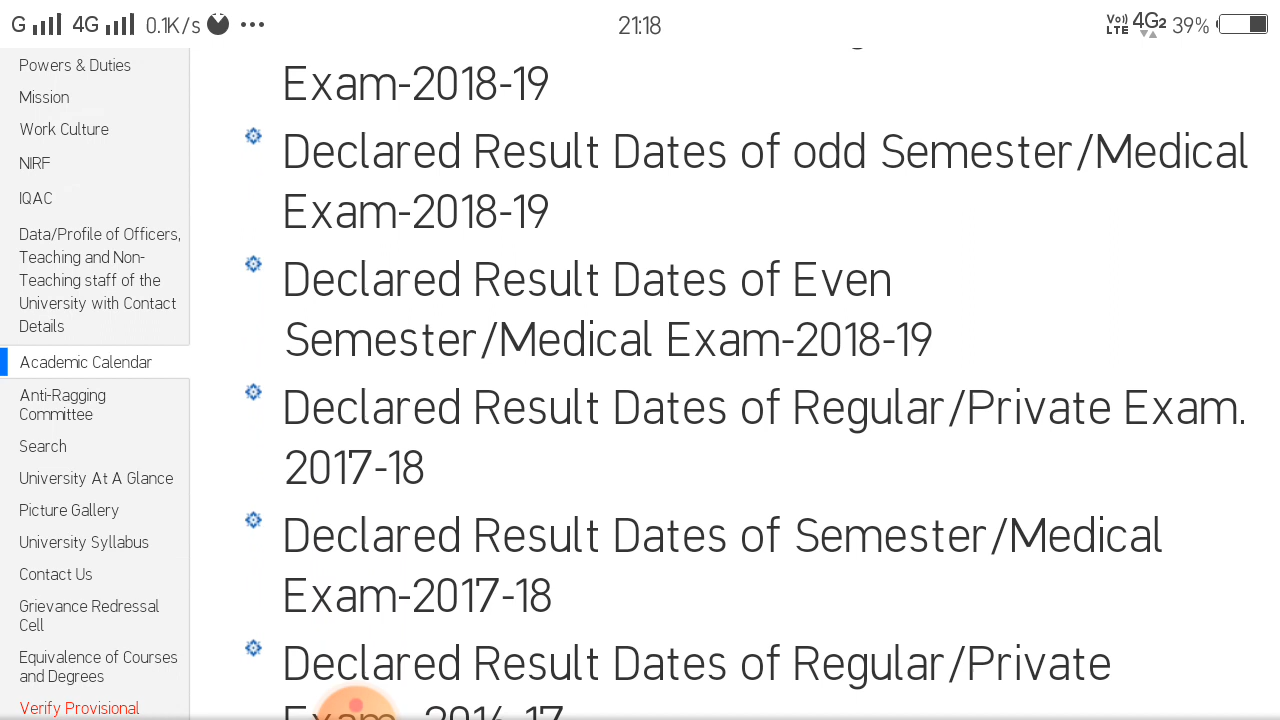 G 4G 0.1K/s 21:18 Vo)) LTE 4G2 39%
Powers & Duties
Mission
Work Culture
NIRF
IQAC
Data/Profile of Officers,
Teaching and Non-
Teaching staff of the
University with Contact
Details
Academic Calendar
Anti-Ragging
Committee
Search
University At A Glance
Picture Gallery
University Syllabus
Contact Us
Grievance Redressal
Cell
Equivalence of Courses
and Degrees
Verify Provisional
Exam-2018-19
Declared Result Dates of odd Semester/Medical
Exam-2018-19
Declared Result Dates of Even
Semester/Medical Exam-2018-19
Declared Result Dates of Regular/Private Exam.
2017-18
Declared Result Dates of Semester/Medical
Exam-2017-18
Declared Result Dates of Regular/Private
Exam 2016-17